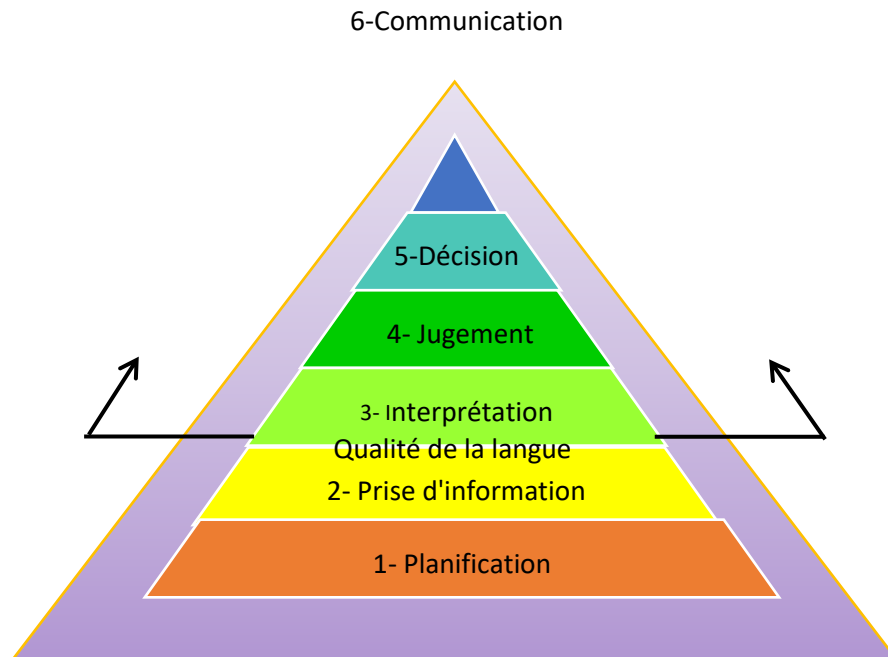 6-Communication
5-Décision
4- Jugement
3- Interprétation
Qualité de la langue
2- Prise d'information
1- Planification